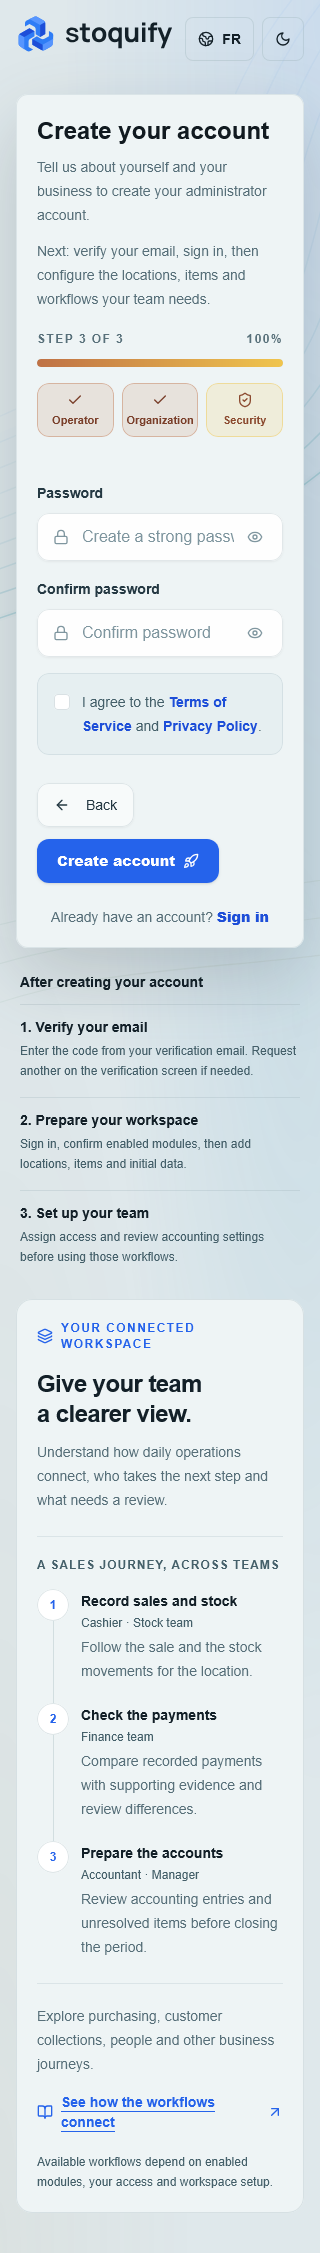 stoquify
FR
Create your account
Tell us about yourself and your
business to create your administrator
account.
Next: verify your email, sign in, then
configure the locations, items and
workflows your team needs.
STEP 3 OF 3
100%
Operator
Organization
Security
Password
Create a strong passw
Confirm password
Confirm password
I agree to the Terms of
Service and Privacy Policy.
Back
Create account
Already have an account? Sign in
After creating your account
1. Verify your email
Enter the code from your verification email. Request
another on the verification screen if needed.
2. Prepare your workspace
Sign in, confirm enabled modules, then add
locations, items and initial data.
3. Set up your team
Assign access and review accounting settings
before using those workflows.
YOUR CONNECTED
WORKSPACE
Give your team
a clearer view.
Understand how daily operations
connect, who takes the next step and
what needs a review.
A SALES JOURNEY, ACROSS TEAMS
1
Record sales and stock
Cashier · Stock team
Follow the sale and the stock
movements for the location.
2
Check the payments
Finance team
Compare recorded payments
with supporting evidence and
review differences.
3
Prepare the accounts
Accountant · Manager
Review accounting entries and
unresolved items before closing
the period.
Explore purchasing, customer
collections, people and other business
journeys.
See how the workflows
connect
Available workflows depend on enabled
modules, your access and workspace setup.